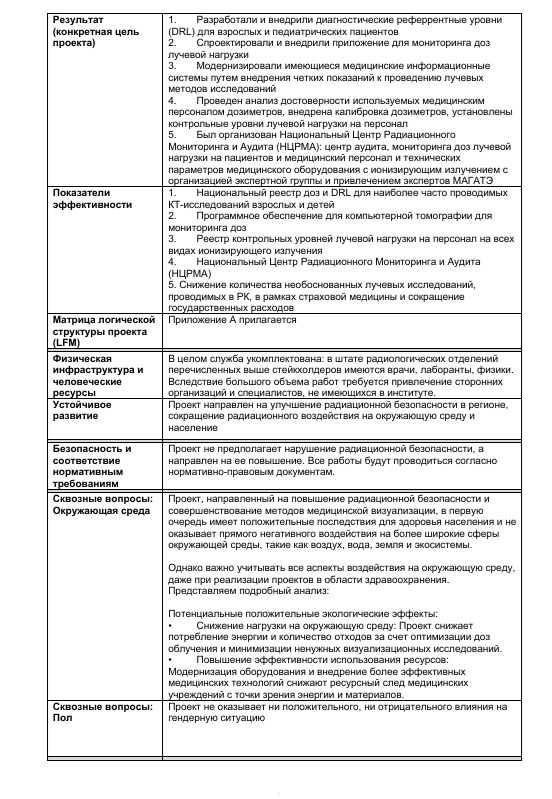 Результат
(конкретная цель
проекта)
1. Разработали и внедрили диагностические референтные уровни
(DRL) для взрослых и педиатрических пациентов
2. Спроектировали и внедрили приложение для мониторинга доз
лучевой нагрузки
3. Модернизировали имеющиеся медицинские информационные
системы путем внедрения четких показаний к проведению лучевых
методов исследований
4. Проведен анализ достоверности используемых медицинским
персоналом дозиметров, внедрена калибровка дозиметров, установлены
контрольные уровни лучевой нагрузки на персонал
5. Был организован Национальный Центр Радиационного
Мониторинга и Аудита (НЦРМА): центр аудита, мониторинга доз лучевой
нагрузки на пациентов и медицинский персонал и технических
параметров медицинского оборудования с ионизирующим излучением с
организацией экспертной группы и привлечением экспертов МАГАТЭ
Показатели
эффективности
1. Национальный реестр доз и DRL для наиболее часто проводимых
КТ-исследований взрослых и детей
2. Программное обеспечение для компьютерной томографии для
мониторинга доз
3. Реестр контрольных уровней лучевой нагрузки на персонал на всех
видах ионизирующего излучения
4. Национальный Центр Радиационного Мониторинга и Аудита
(НЦРМА)
5. Снижение количества необоснованных лучевых исследований,
проводимых в РК, в рамках страховой медицины и сокращение
государственных расходов
Матрица логической
структуры проекта
(LFM)
Приложение А прилагается
Физическая
инфраструктура и
человеческие
ресурсы
В целом служба укомплектована: в штате радиологических отделений
перечисленных выше стейкхолдеров имеются врачи, лаборанты, физики.
Вследствие большого объема работ требуется привлечение сторонних
организаций и специалистов, не имеющихся в институте.
Устойчивое
развитие
Проект направлен на улучшение радиационной безопасности в регионе,
сокращение радиационного воздействия на окружающую среду и
население
Безопасность и
соответствие
нормативным
требованиям
Проект не предполагает нарушение радиационной безопасности, а
направлен на ее повышение. Все работы будут проводиться согласно
нормативно-правовым документам.
Сквозные вопросы:
Окружающая среда
Проект, направленный на повышение радиационной безопасности и
совершенствование методов медицинской визуализации, в первую
очередь имеет положительные последствия для здоровья населения и не
оказывает прямого негативного воздействия на более широкие сферы
окружающей среды, такие как воздух, вода, земля и экосистемы.
Однако важно учитывать все аспекты воздействия на окружающую среду,
даже при реализации проектов в области здравоохранения.
Представляем подробный анализ:
Потенциальные положительные экологические эффекты:
• Снижение нагрузки на окружающую среду: Проект снижает
потребление энергии и количество отходов за счет оптимизации доз
облучения и минимизации ненужных визуализационных исследований.
• Повышение эффективности использования ресурсов:
Модернизация оборудования и внедрение более эффективных
медицинских технологий снижают ресурсный след медицинских
учреждений с точки зрения энергии и материалов.
Сквозные вопросы:
Пол
Проект не оказывает ни положительного, ни отрицательного влияния на
гендерную ситуацию